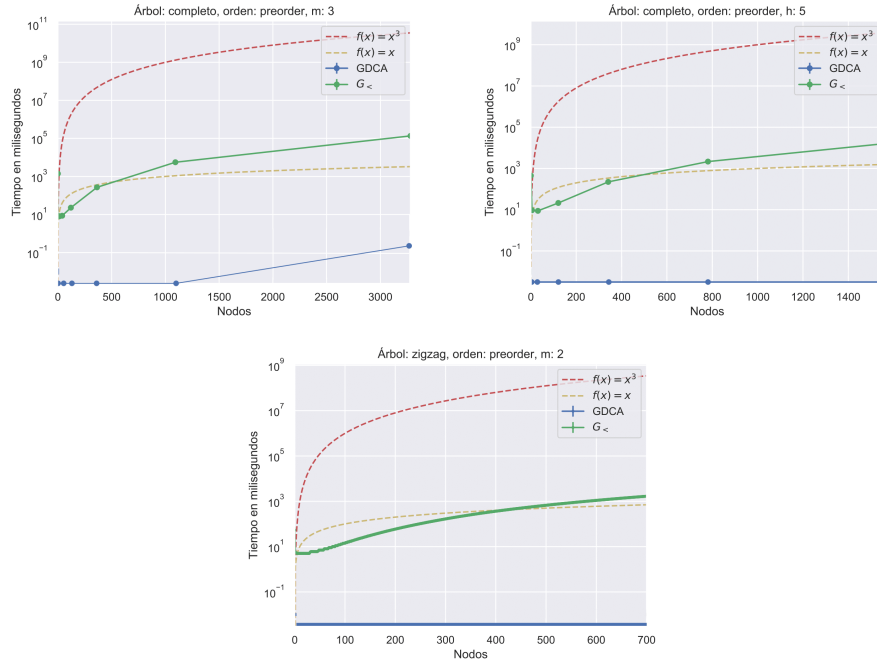 Árbol: completo, orden: preorder, m: 3
10^11
10^9
10^7
10^5
10^3
10^1
10^−1
Tiempo en milisegundos
f(x) = x^3
f(x) = x
GDCA
G_<
0 500 1000 1500 2000 2500 3000
Nodos
Árbol: completo, orden: preorder, h: 5
10^9
10^7
10^5
10^3
10^1
10^−1
Tiempo en milisegundos
f(x) = x^3
f(x) = x
GDCA
G_<
0 200 400 600 800 1000 1200 1400
Nodos
Árbol: zigzag, orden: preorder, m: 2
10^9
10^7
10^5
10^3
10^1
10^−1
Tiempo en milisegundos
f(x) = x^3
f(x) = x
GDCA
G_<
0 100 200 300 400 500 600 700
Nodos